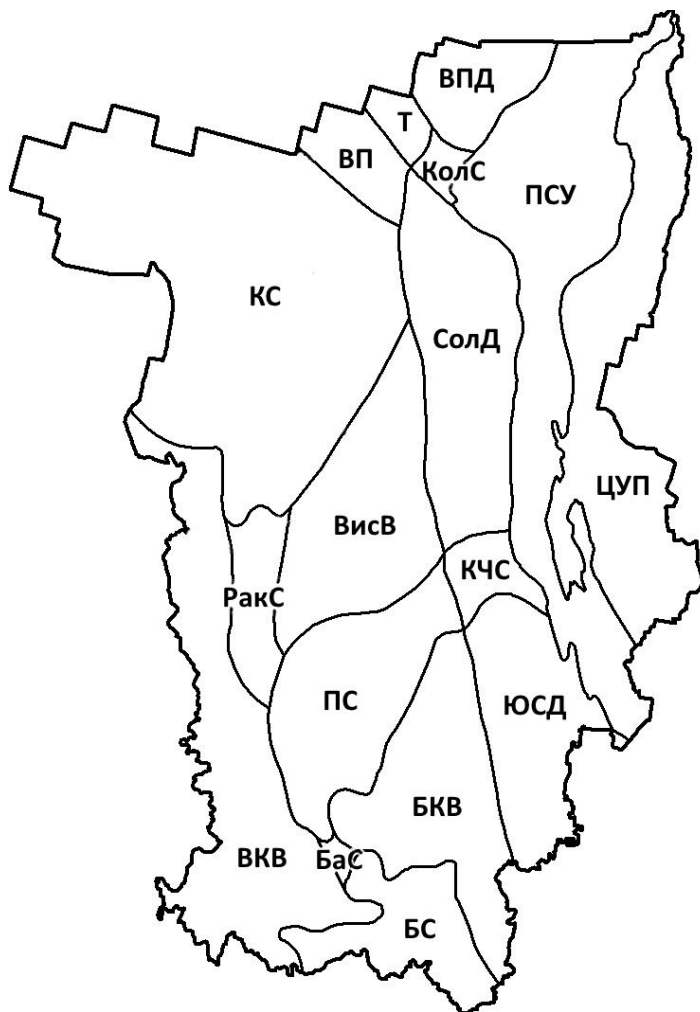 ВПД
Т
ВП
КолС
ПСУ
КС
СолД
ЦУП
ВисВ
КЧС
РакС
ПС
ЮСД
БКВ
ВКВ
БаС
БС